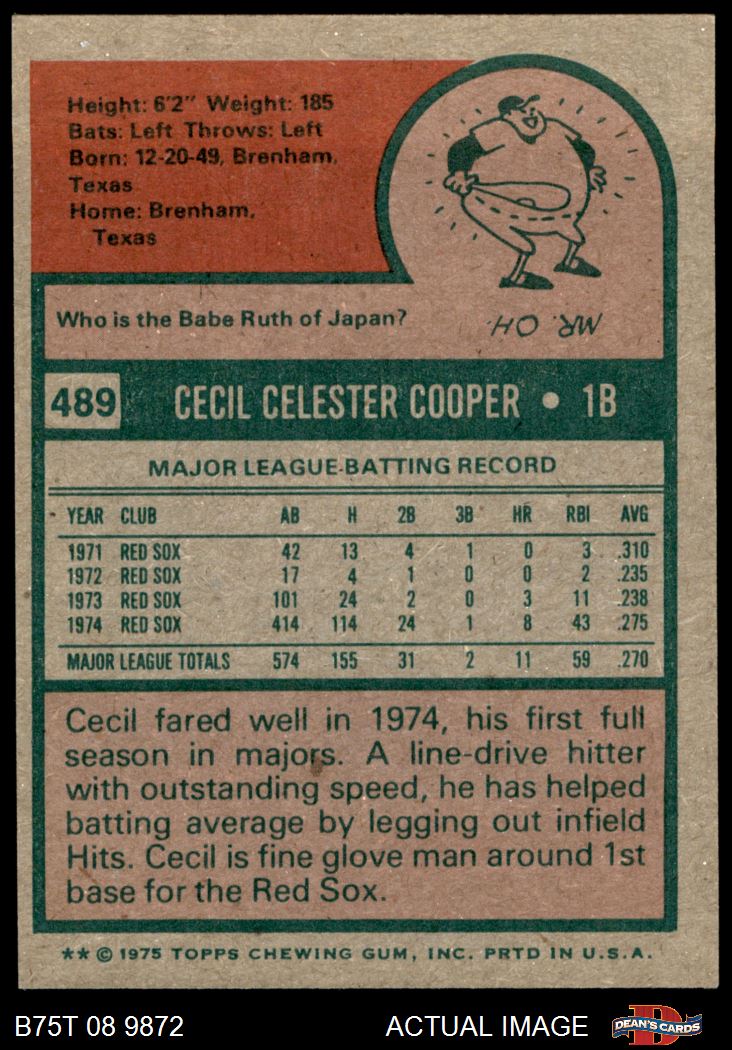 Height: 6'2" Weight: 185
Bats: Left Throws: Left
Born: 12-20-49, Brenham,
Texas
Home: Brenham,
Texas
Who is the Babe Ruth of Japan?
MR. OH.
489 CECIL CELESTER COOPER • 1B
MAJOR LEAGUE BATTING RECORD
YEAR CLUB AB H 2B 3B HR RBI AVG
1971 RED SOX 42 13 4 1 0 3 .310
1972 RED SOX 17 4 1 0 0 2 .235
1973 RED SOX 101 24 2 0 3 11 .238
1974 RED SOX 414 114 24 1 8 43 .275
MAJOR LEAGUE TOTALS 574 155 31 2 11 59 .270
Cecil fared well in 1974, his first full
season in majors. A line-drive hitter
with outstanding speed, he has helped
batting average by legging out infield
Hits. Cecil is fine glove man around 1st
base for the Red Sox.
** © 1975 TOPPS CHEWING GUM, INC. PRTD IN U.S.A.
B75T 08 9872 ACTUAL IMAGE D DEAN'S CARDS